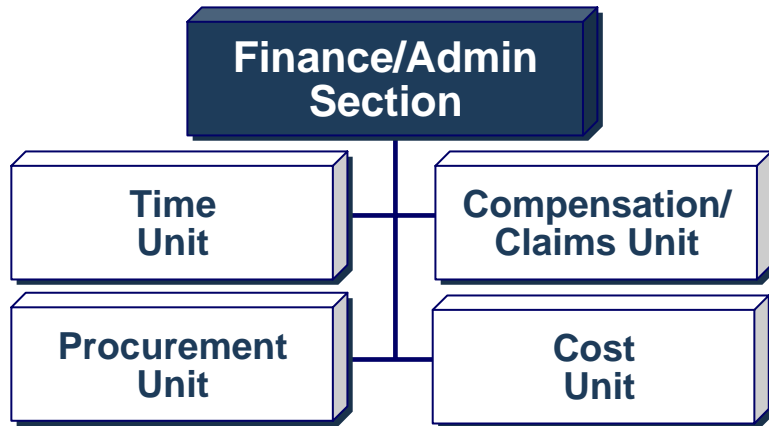 Finance/Admin
Section
Time
Unit
Compensation/
Claims Unit
Procurement
Unit
Cost
Unit